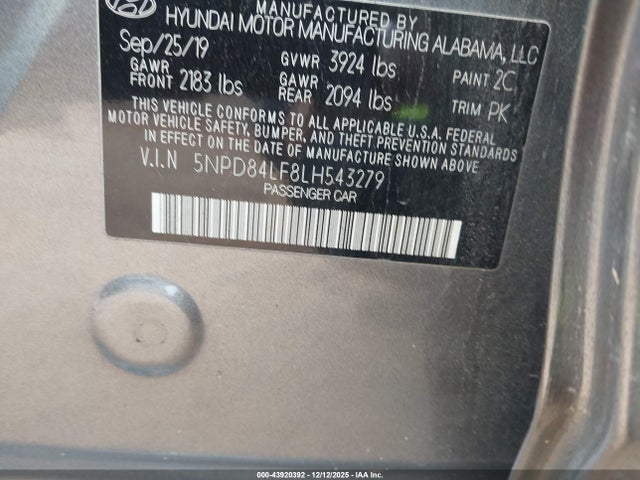 MANUFACTURED BY
HYUNDAI MOTOR MANUFACTURING ALABAMA, LLC
Sep/25/19 GVWR 3924 lbs PAINT 2C
GAWR FRONT 2183 lbs GAWR REAR 2094 lbs TRIM PK
THIS VEHICLE CONFORMS TO ALL APPLICABLE U.S.A. FEDERAL
MOTOR VEHICLE SAFETY, BUMPER, AND THEFT PREVENTION STANDARDS
IN EFFECT ON THE DATE OF MANUFACTURE SHOWN ABOVE.
V.I.N 5NPD84LF8LH543279
PASSENGER CAR
000-43920392 - 12/12/2025 - IAA Inc.